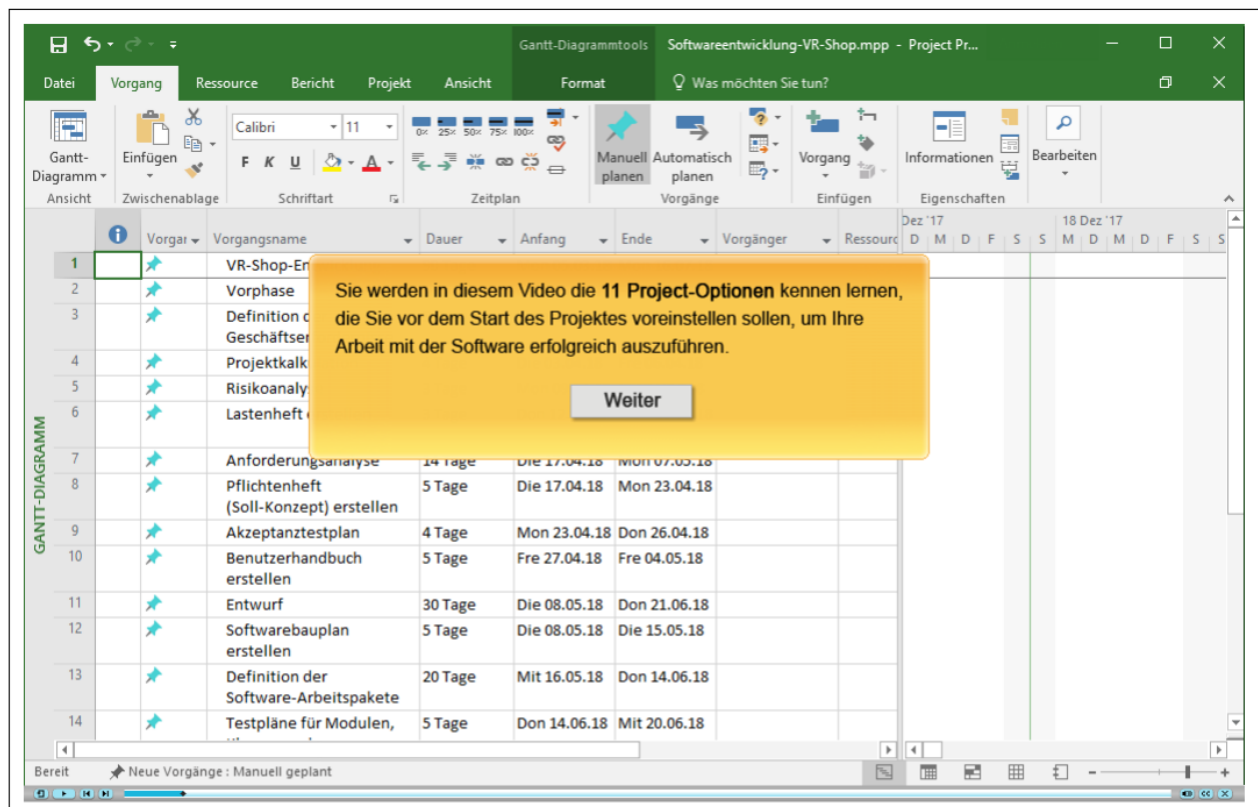 Gantt-Diagrammtools Softwareentwicklung-VR-Shop.mpp - Project Pr...
Datei Vorgang Ressource Bericht Projekt Ansicht Format Was möchten Sie tun?
Calibri 11
0% 25% 50% 75% 100%
F K U A
Gantt-
Diagramm
Einfügen
Manuell
planen
Automatisch
planen
Vorgang
Informationen
Bearbeiten
Ansicht Zwischenablage Schriftart Zeitplan Vorgänge Einfügen Eigenschaften
Dez '17 18 Dez '17
Vorgar Vorgangsname Dauer Anfang Ende Vorgänger Ressourc D M D F S S M D M D F S S
1 VR-Shop-En
2 Vorphase
3 Definition d
Geschäftser
4 Projektkalk
5 Risikoanaly
6 Lastenheft
Sie werden in diesem Video die 11 Project-Optionen kennen lernen,
die Sie vor dem Start des Projektes voreinstellen sollen, um Ihre
Arbeit mit der Software erfolgreich auszuführen.
Weiter
7 Anforderungsanalyse 14 Tage Die 17.04.18 Mon 07.05.18
8 Pflichtenheft 5 Tage Die 17.04.18 Mon 23.04.18
(Soll-Konzept) erstellen
9 Akzeptanztestplan 4 Tage Mon 23.04.18 Don 26.04.18
10 Benutzerhandbuch 5 Tage Fre 27.04.18 Fre 04.05.18
erstellen
11 Entwurf 30 Tage Die 08.05.18 Don 21.06.18
12 Softwarebauplan 5 Tage Die 08.05.18 Die 15.05.18
erstellen
13 Definition der 20 Tage Mit 16.05.18 Don 14.06.18
Software-Arbeitspakete
14 Testpläne für Modulen, 5 Tage Don 14.06.18 Mit 20.06.18
GANTT-DIAGRAMM
Bereit Neue Vorgänge : Manuell geplant